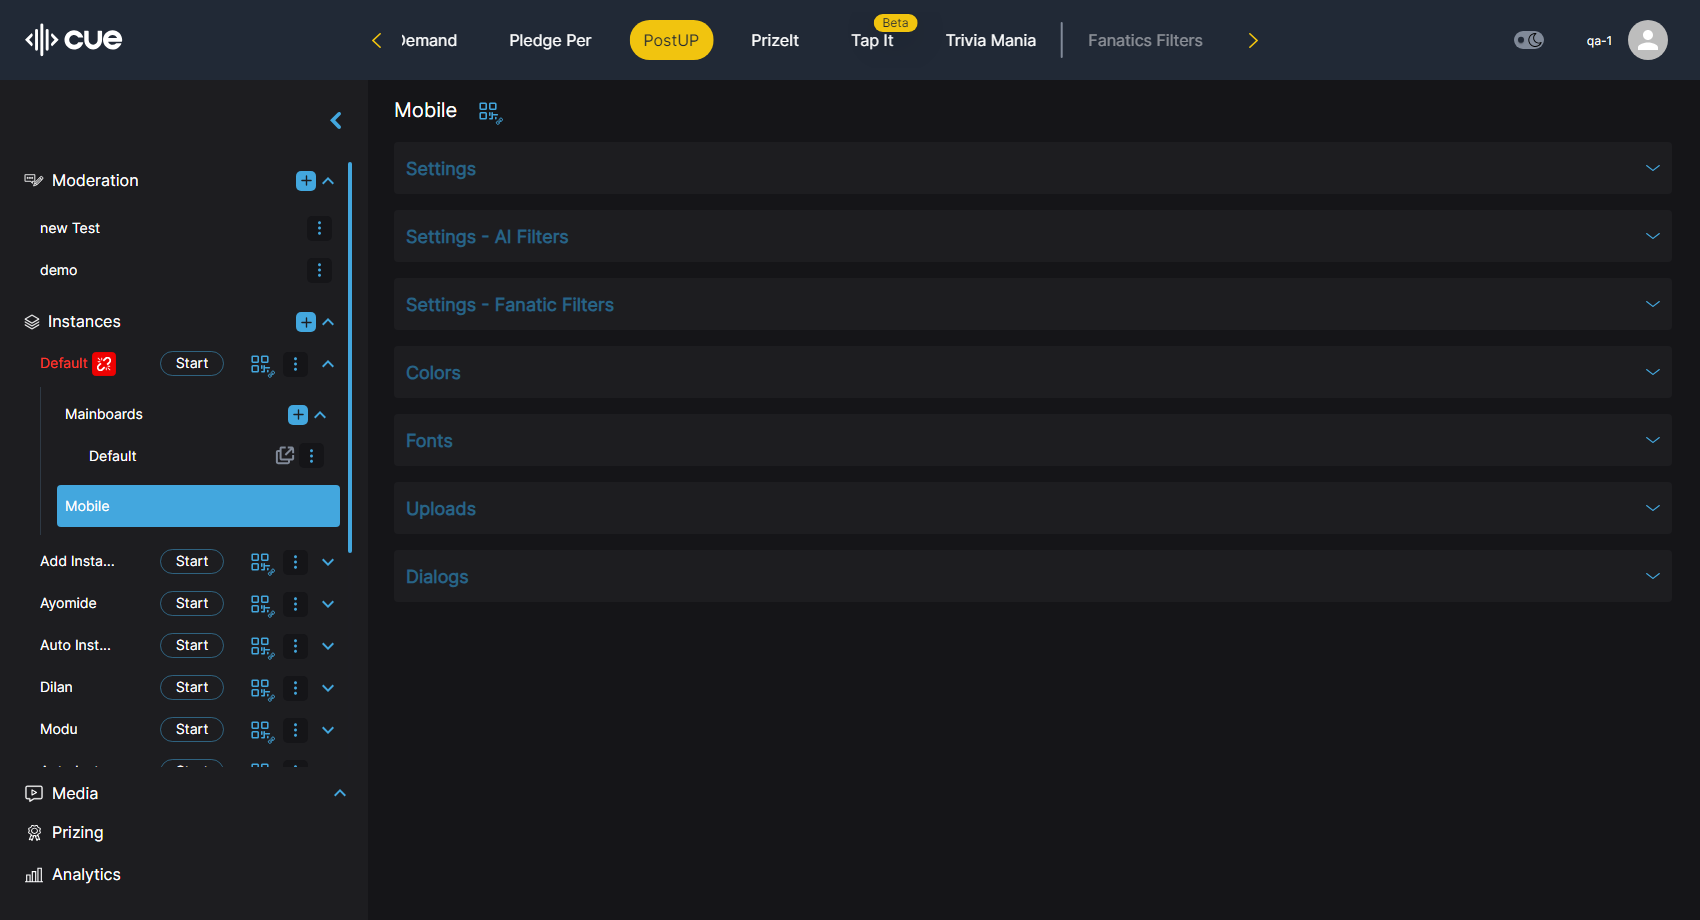 cue
Demand
Pledge Per
PostUP
PrizeIt
Beta
Tap It
Trivia Mania
Fanatics Filters
qa-1
Mobile
Moderation
new Test
demo
Instances
Default
Start
Mainboards
Default
Mobile
Add Insta...
Start
Ayomide
Start
Auto Inst...
Start
Dilan
Start
Modu
Start
Media
Prizing
Analytics
Settings
Settings - AI Filters
Settings - Fanatic Filters
Colors
Fonts
Uploads
Dialogs